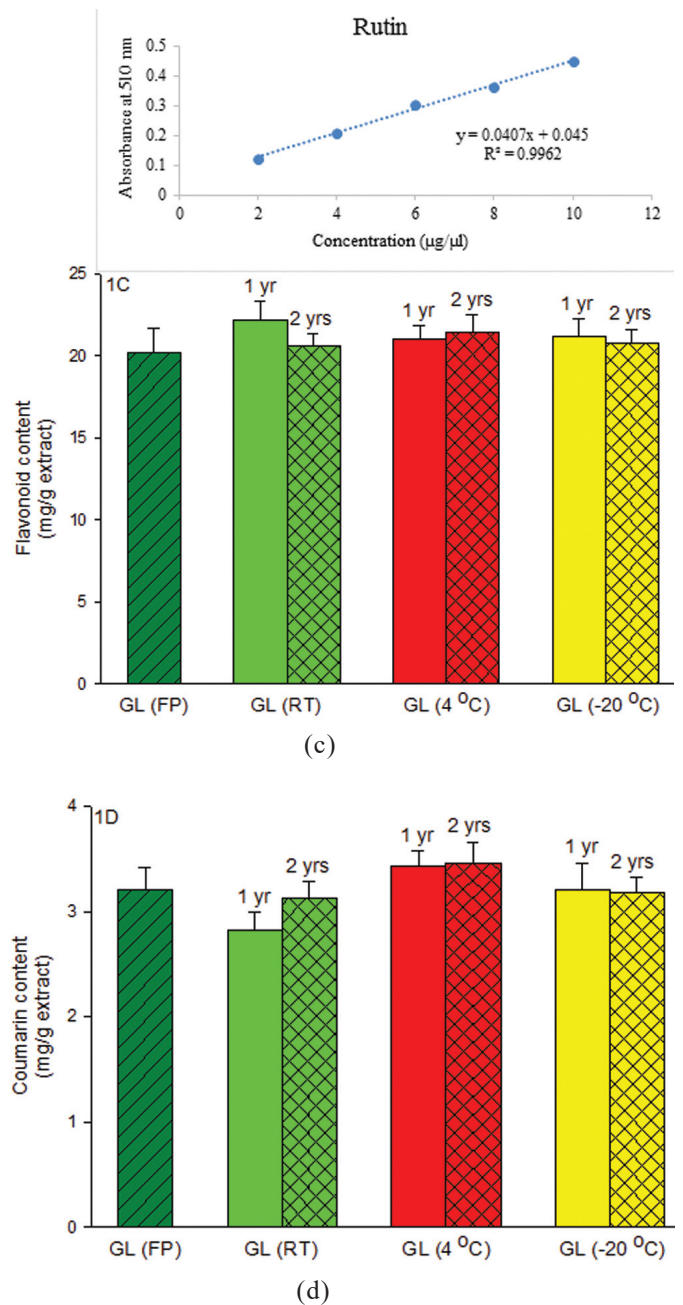 Rutin
0.5
0.4
0.3
0.2
0.1
0
Absorbance at 510 nm
y = 0.0407x + 0.045
R² = 0.9962
0 2 4 6 8 10 12
Concentration (µg/µl)
1C
25
20
15
10
5
0
Flavonoid content
(mg/g extract)
1 yr 2 yrs 1 yr 2 yrs 1 yr 2 yrs
GL (FP) GL (RT) GL (4 °C) GL (-20 °C)
(c)
1D
4
3
2
1
0
Coumarin content
(mg/g extract)
1 yr 2 yrs 1 yr 2 yrs 1 yr 2 yrs
GL (FP) GL (RT) GL (4 °C) GL (-20 °C)
(d)